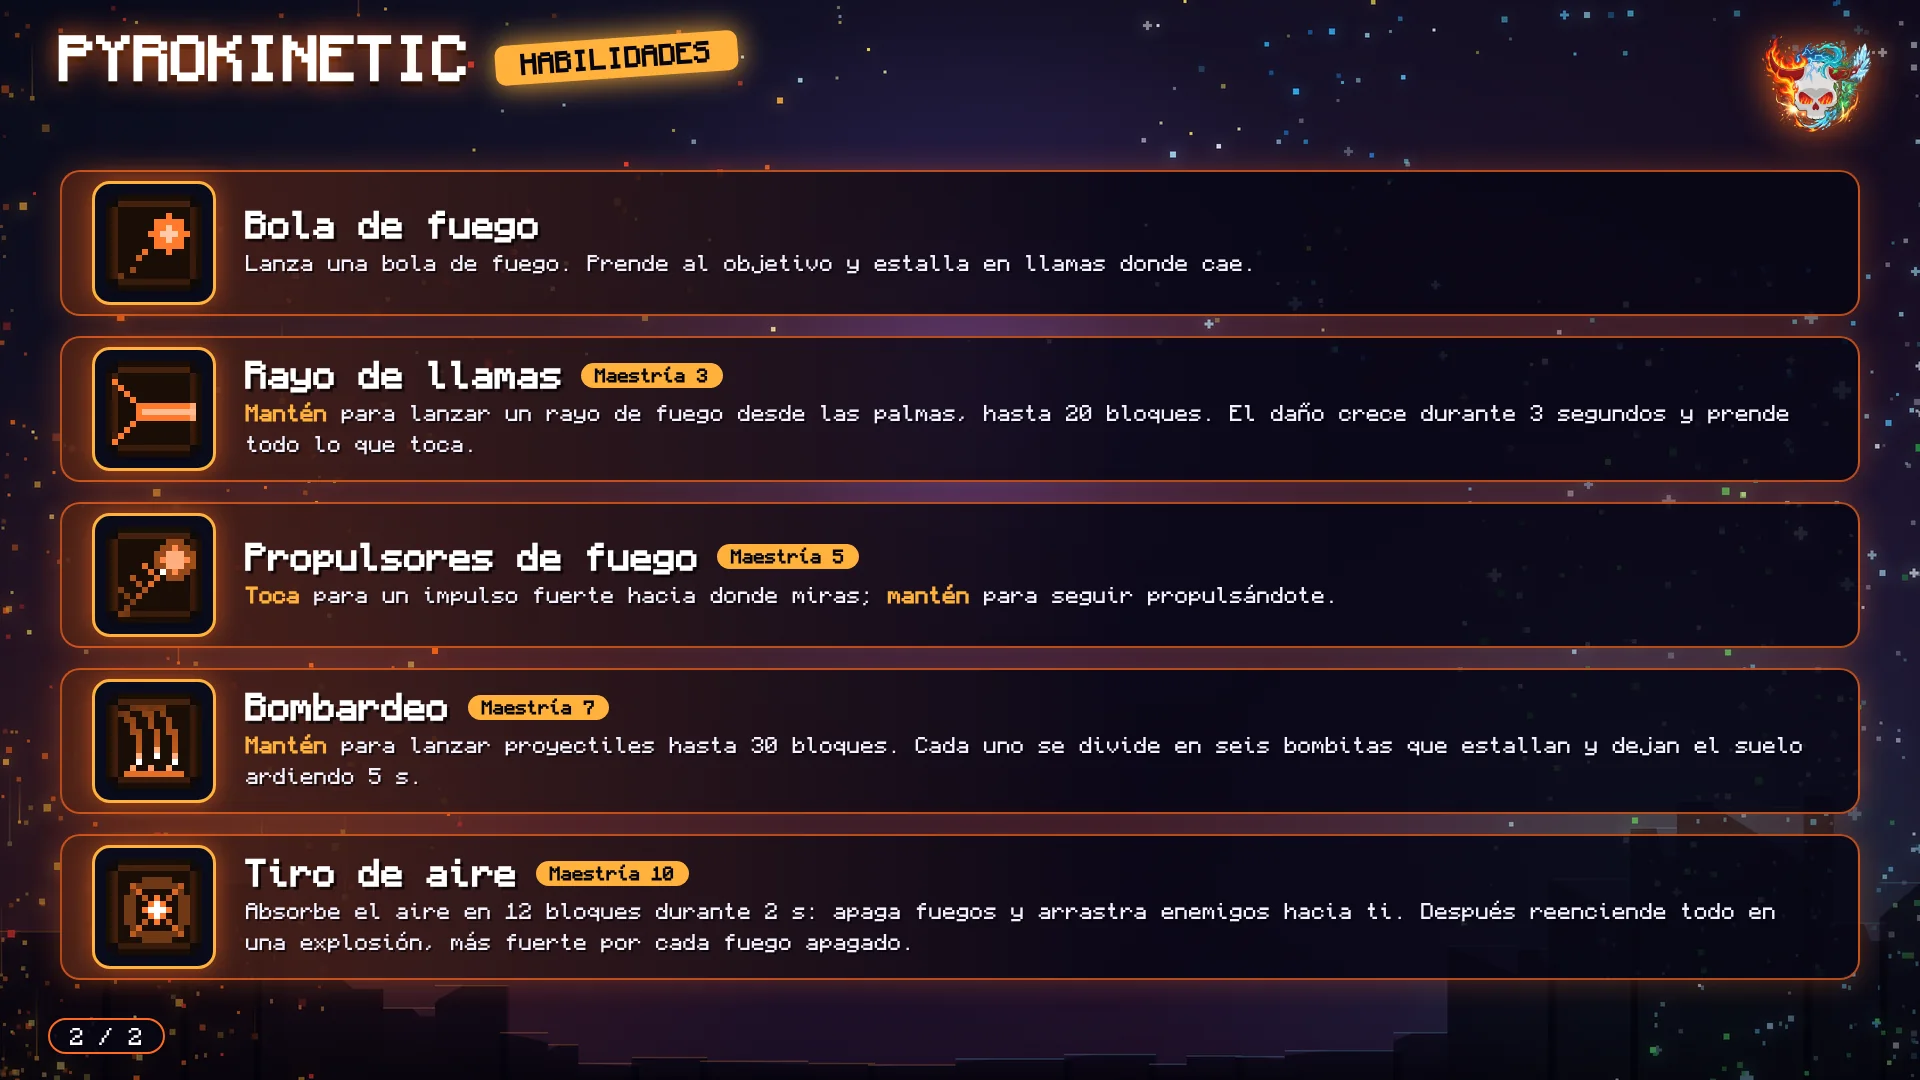 PYROKINETIC
HABILIDADES
Bola de fuego
Lanza una bola de fuego. Prende al objetivo y estalla en llamas donde cae.
Rayo de llamas
Maestría 3
Mantén para lanzar un rayo de fuego desde las palmas, hasta 20 bloques. El daño crece durante 3 segundos y prende
todo lo que toca.
Propulsores de fuego
Maestría 5
Toca para un impulso fuerte hacia donde miras; mantén para seguir propulsándote.
Bombardeo
Maestría 7
Mantén para lanzar proyectiles hasta 30 bloques. Cada uno se divide en seis bombitas que estallan y dejan el suelo
ardiendo 5 s.
Tiro de aire
Maestría 10
Absorbe el aire en 12 bloques durante 2 s: apaga fuegos y arrastra enemigos hacia ti. Después reenciende todo en
una explosión, más fuerte por cada fuego apagado.
2 / 2